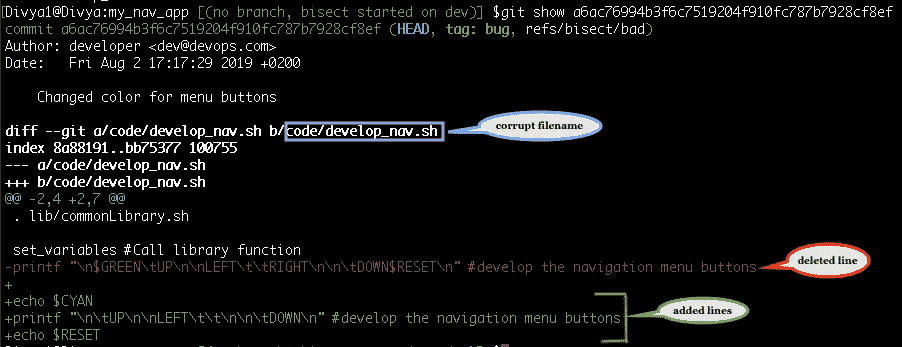 [Divya1@Divya:my_nav_app [(no branch, bisect started on dev)] $git show a6ac76994b3f6c7519204f910fc787b7928cf8ef
commit a6ac76994b3f6c7519204f910fc787b7928cf8ef (HEAD, tag: bug, refs/bisect/bad)
Author: developer <dev@devops.com>
Date:   Fri Aug 2 17:17:29 2019 +0200
    Changed color for menu buttons
diff --git a/code/develop_nav.sh b/code/develop_nav.sh
corrupt filename
index 8a88191..bb75377 100755
--- a/code/develop_nav.sh
+++ b/code/develop_nav.sh
@@ -2,4 +2,7 @@
 . lib/commonLibrary.sh
 set_variables #Call library function
-printf "\n$GREEN\tUP\n\nLEFT\t\tRIGHT\n\n\tDOWN$RESET\n" #develop the navigation menu buttons
deleted line
+
+echo $CYAN
+printf "\n\tUP\n\nLEFT\t\t\n\n\tDOWN\n" #develop the navigation menu buttons
added lines
+echo $RESET